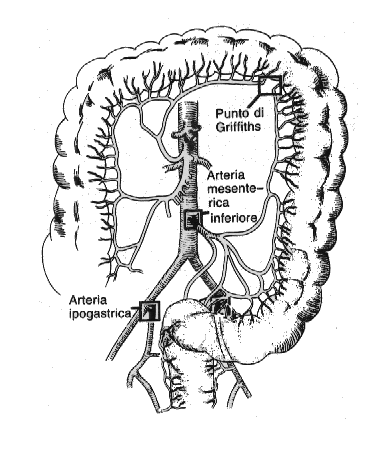 Punto di
Griffiths
Arteria
mesente-
rica
inferiore
Arteria
ipogastrica